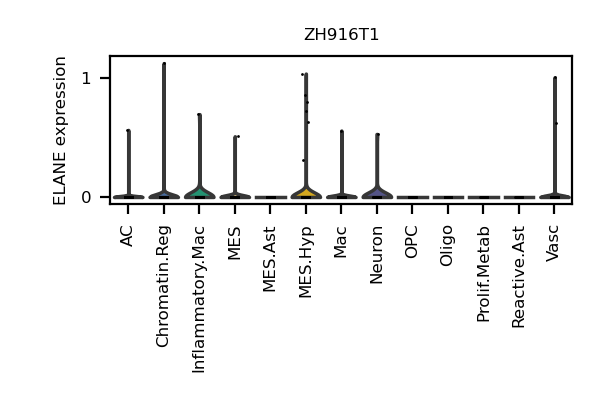 ZH916T1
ELANE expression
1
0
AC
Chromatin.Reg
Inflammatory.Mac
MES
MES.Ast
MES.Hyp
Mac
Neuron
OPC
Oligo
Prolif.Metab
Reactive.Ast
Vasc